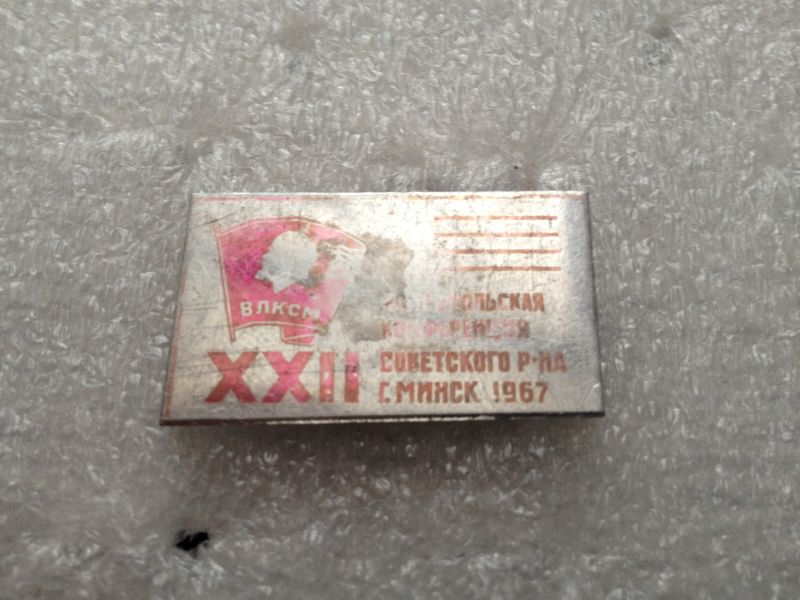 ВЛКСМ
XXII
КОНФЕРЕНЦИЯ
СОВЕТСКОГО Р-НА
Г.МИНСК 1967